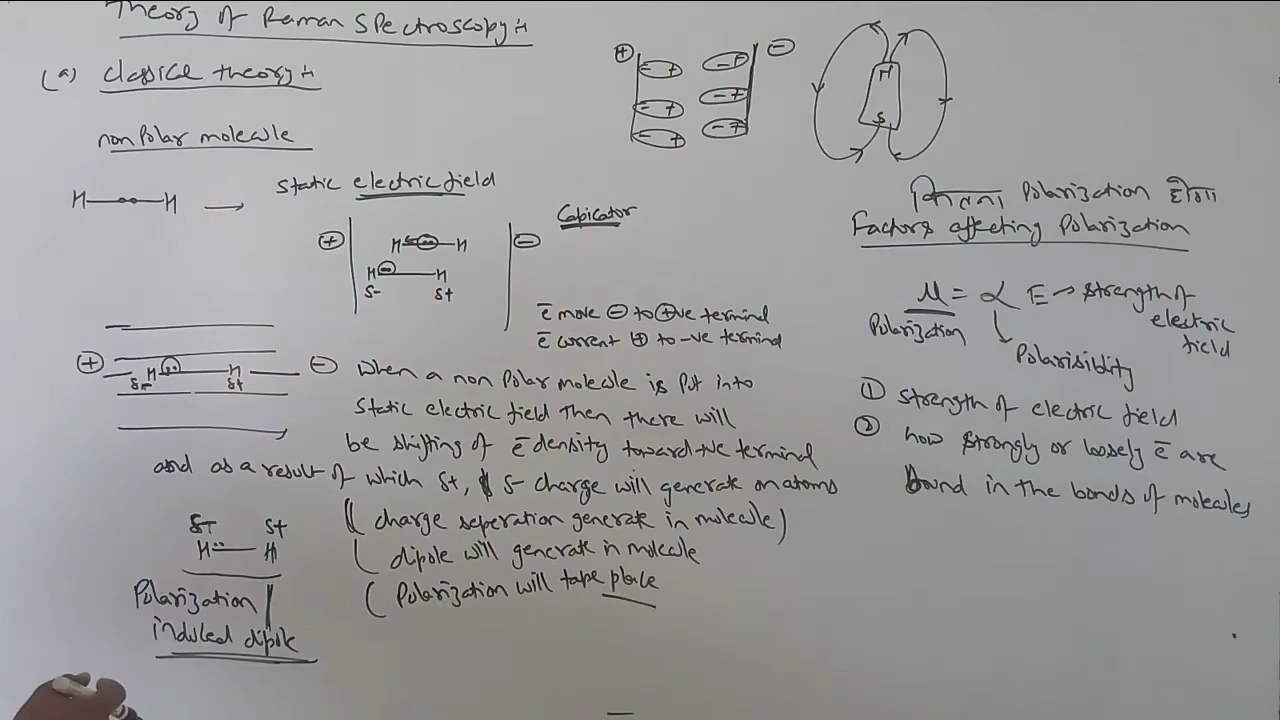 Theory of Raman Spectroscopy:-
(a) classical theory:-
non Polar molecule
H H
static electric field
Capicator
+ H H -
H H
δ- δ+
ē move ⊖ to ⊕ve terminal
ē current ⊕ to -ve terminal
+ H H -
δ- δ+
When a non Polar molecule is Put into
static electric field Then there will
be shifting of ē density toward +ve terminal
and as a result of which δ+, δ- charge will generate on atoms
(charge seperation generate in molecule)
(dipole will generate in molecule
(Polarization will tape place
δ- δ+
H H
Polarization
induced dipole
+ -
- + - +
- + - +
- + - +
N
S
कितना Polarization होगा
Factors affecting Polarization
μ = α E → strength of
electric
field
Polarization
Polarisiblity
① strength of electric field
② how strongly or loosely ē are
bound in the bonds of molecules